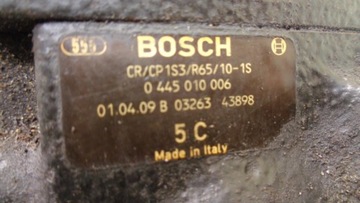 556 BOSCH
CR/CP1S3/R65/10-1S
0 445 010 006
01.04.09 B 03263 43898
5 C
Made in Italy